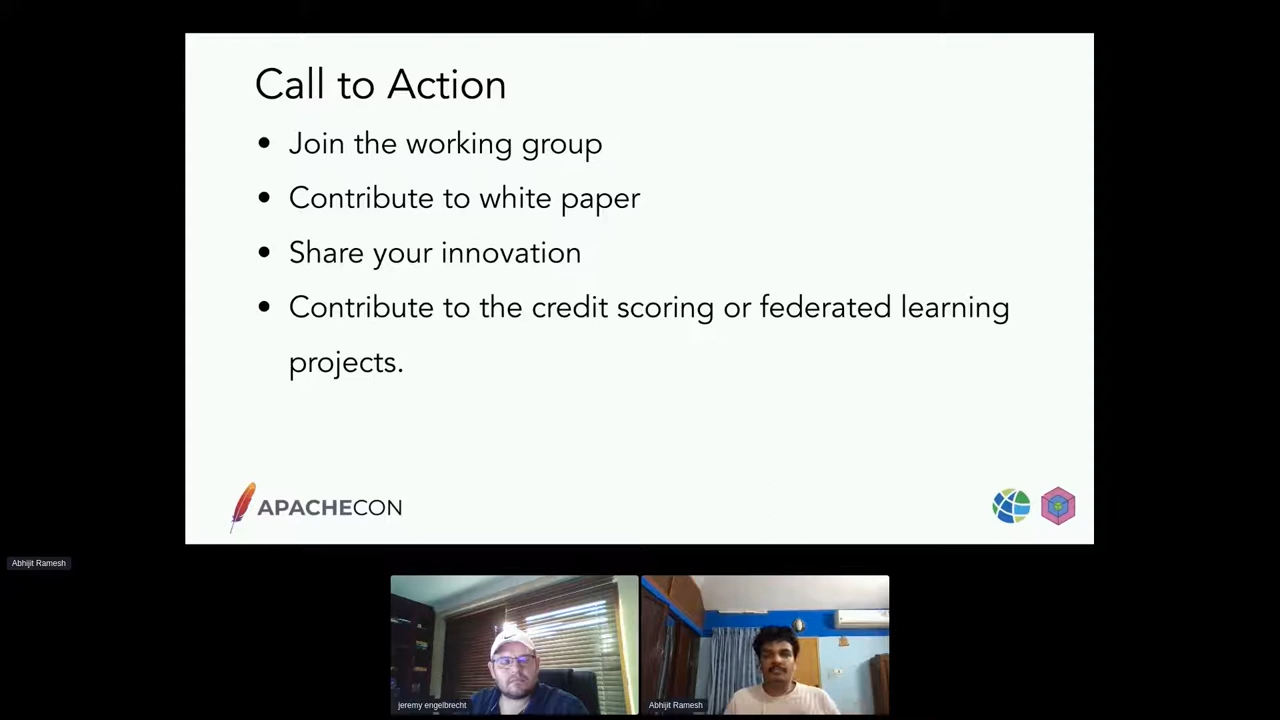 Call to Action
• Join the working group
• Contribute to white paper
• Share your innovation
• Contribute to the credit scoring or federated learning
projects.
APACHECON
Abhijit Ramesh
jeremy engelbrecht
Abhijit Ramesh